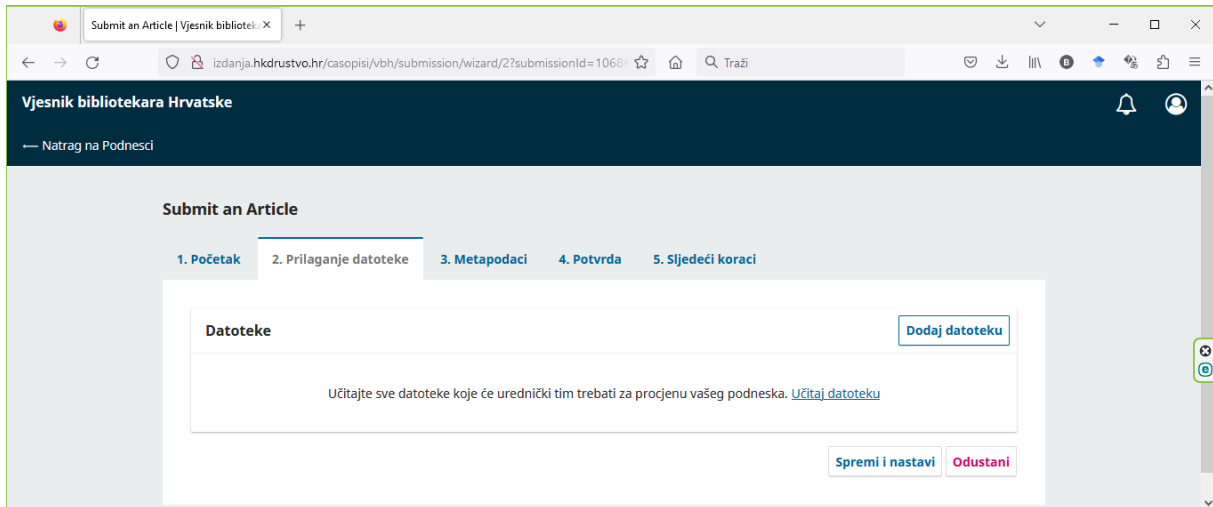 Submit an Article | Vjesnik biblioteka
izdanja.hkdrustvo.hr/casopisi/vbh/submission/wizard/2?submissionId=1068
Traži
Vjesnik bibliotekara Hrvatske
← Natrag na Podnesci
Submit an Article
1. Početak
2. Prilaganje datoteke
3. Metapodaci
4. Potvrda
5. Sljedeći koraci
Datoteke
Dodaj datoteku
Učitajte sve datoteke koje će urednički tim trebati za procjenu vašeg podneska. Učitaj datoteku
Spremi i nastavi
Odustani